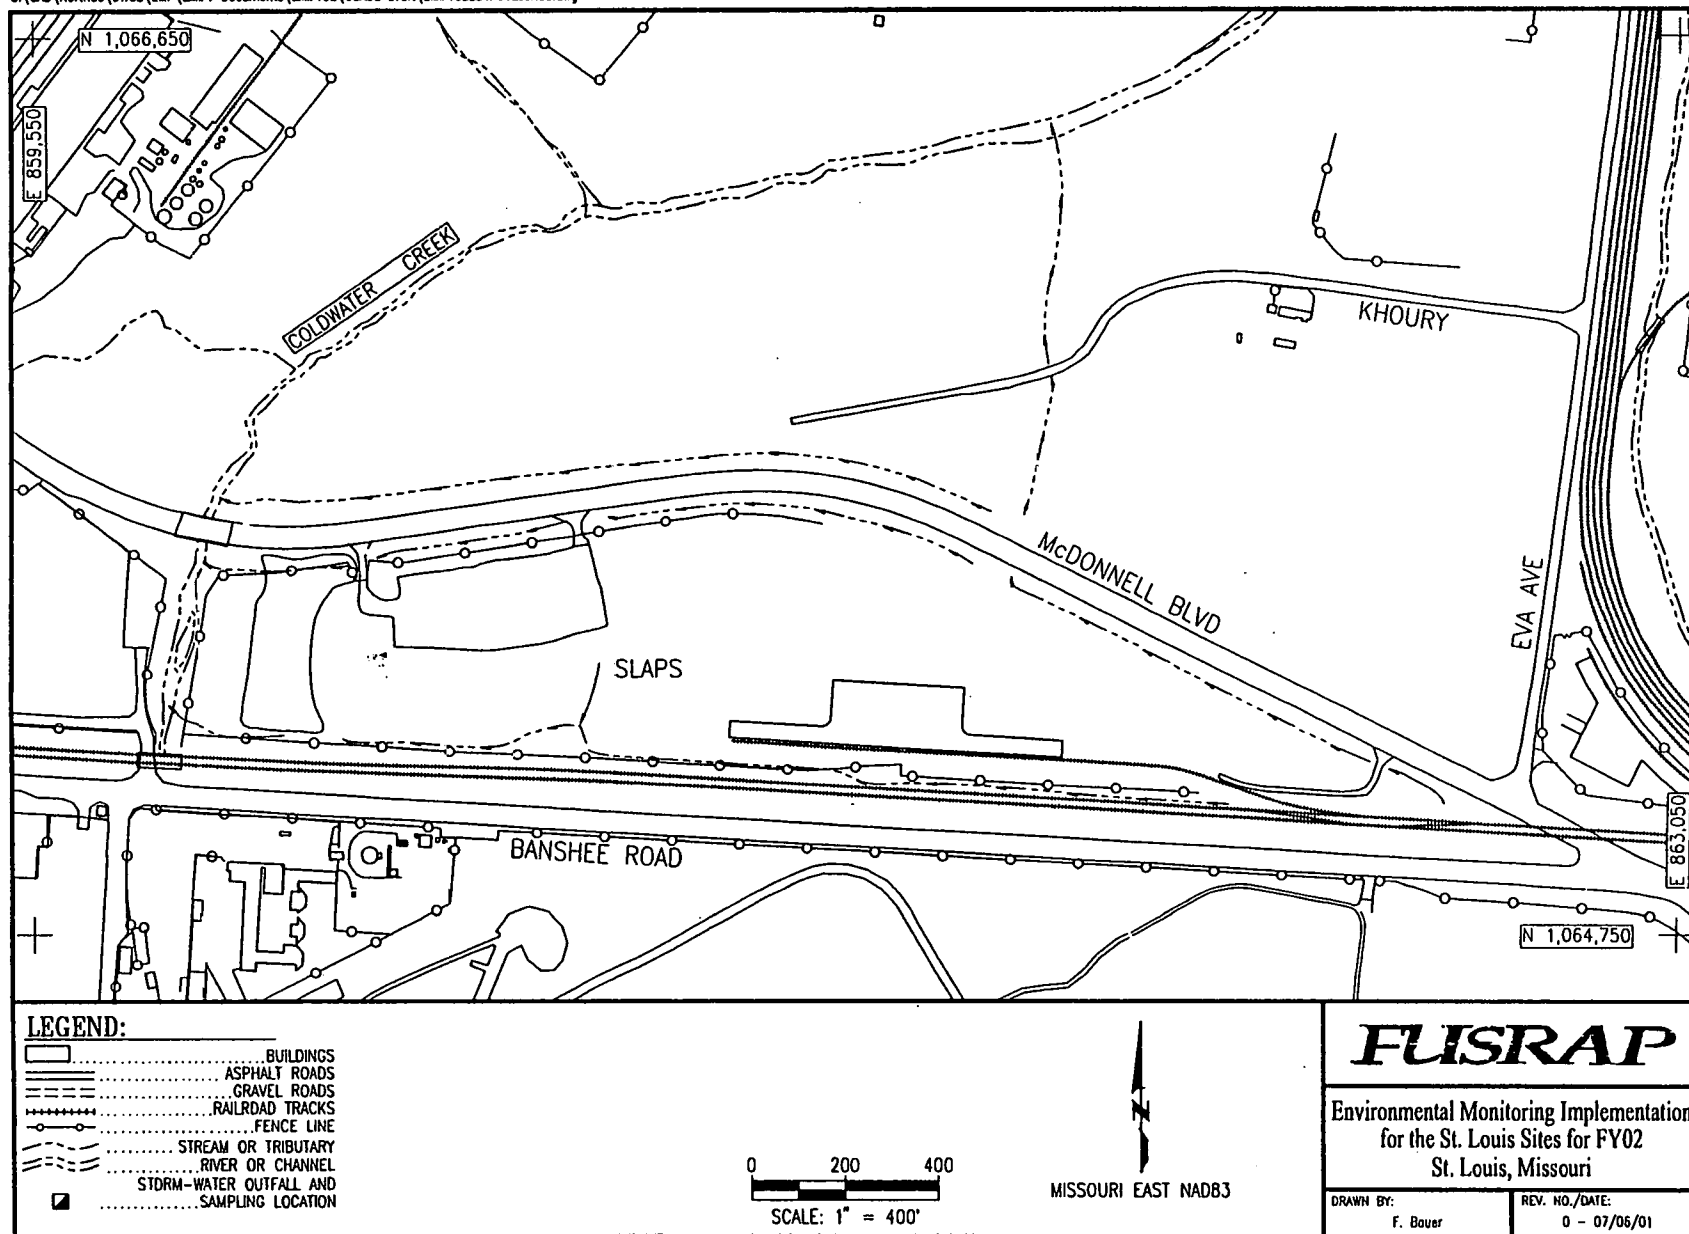 N 1,066,650
E 859,550
COLDWATER CREEK
KHOURY
McDONNELL BLVD
EVA AVE
SLAPS
BANSHEE ROAD
E 863,050
N 1,064,750
LEGEND:
BUILDINGS
ASPHALT ROADS
GRAVEL ROADS
RAILROAD TRACKS
FENCE LINE
STREAM OR TRIBUTARY
RIVER OR CHANNEL
STORM-WATER OUTFALL AND
SAMPLING LOCATION
0 200 400
SCALE: 1" = 400'
N
MISSOURI EAST NAD83
FUSRAP
Environmental Monitoring Implementation
for the St. Louis Sites for FY02
St. Louis, Missouri
DRAWN BY:
F. Bauer
REV. NO./DATE:
0 - 07/06/01